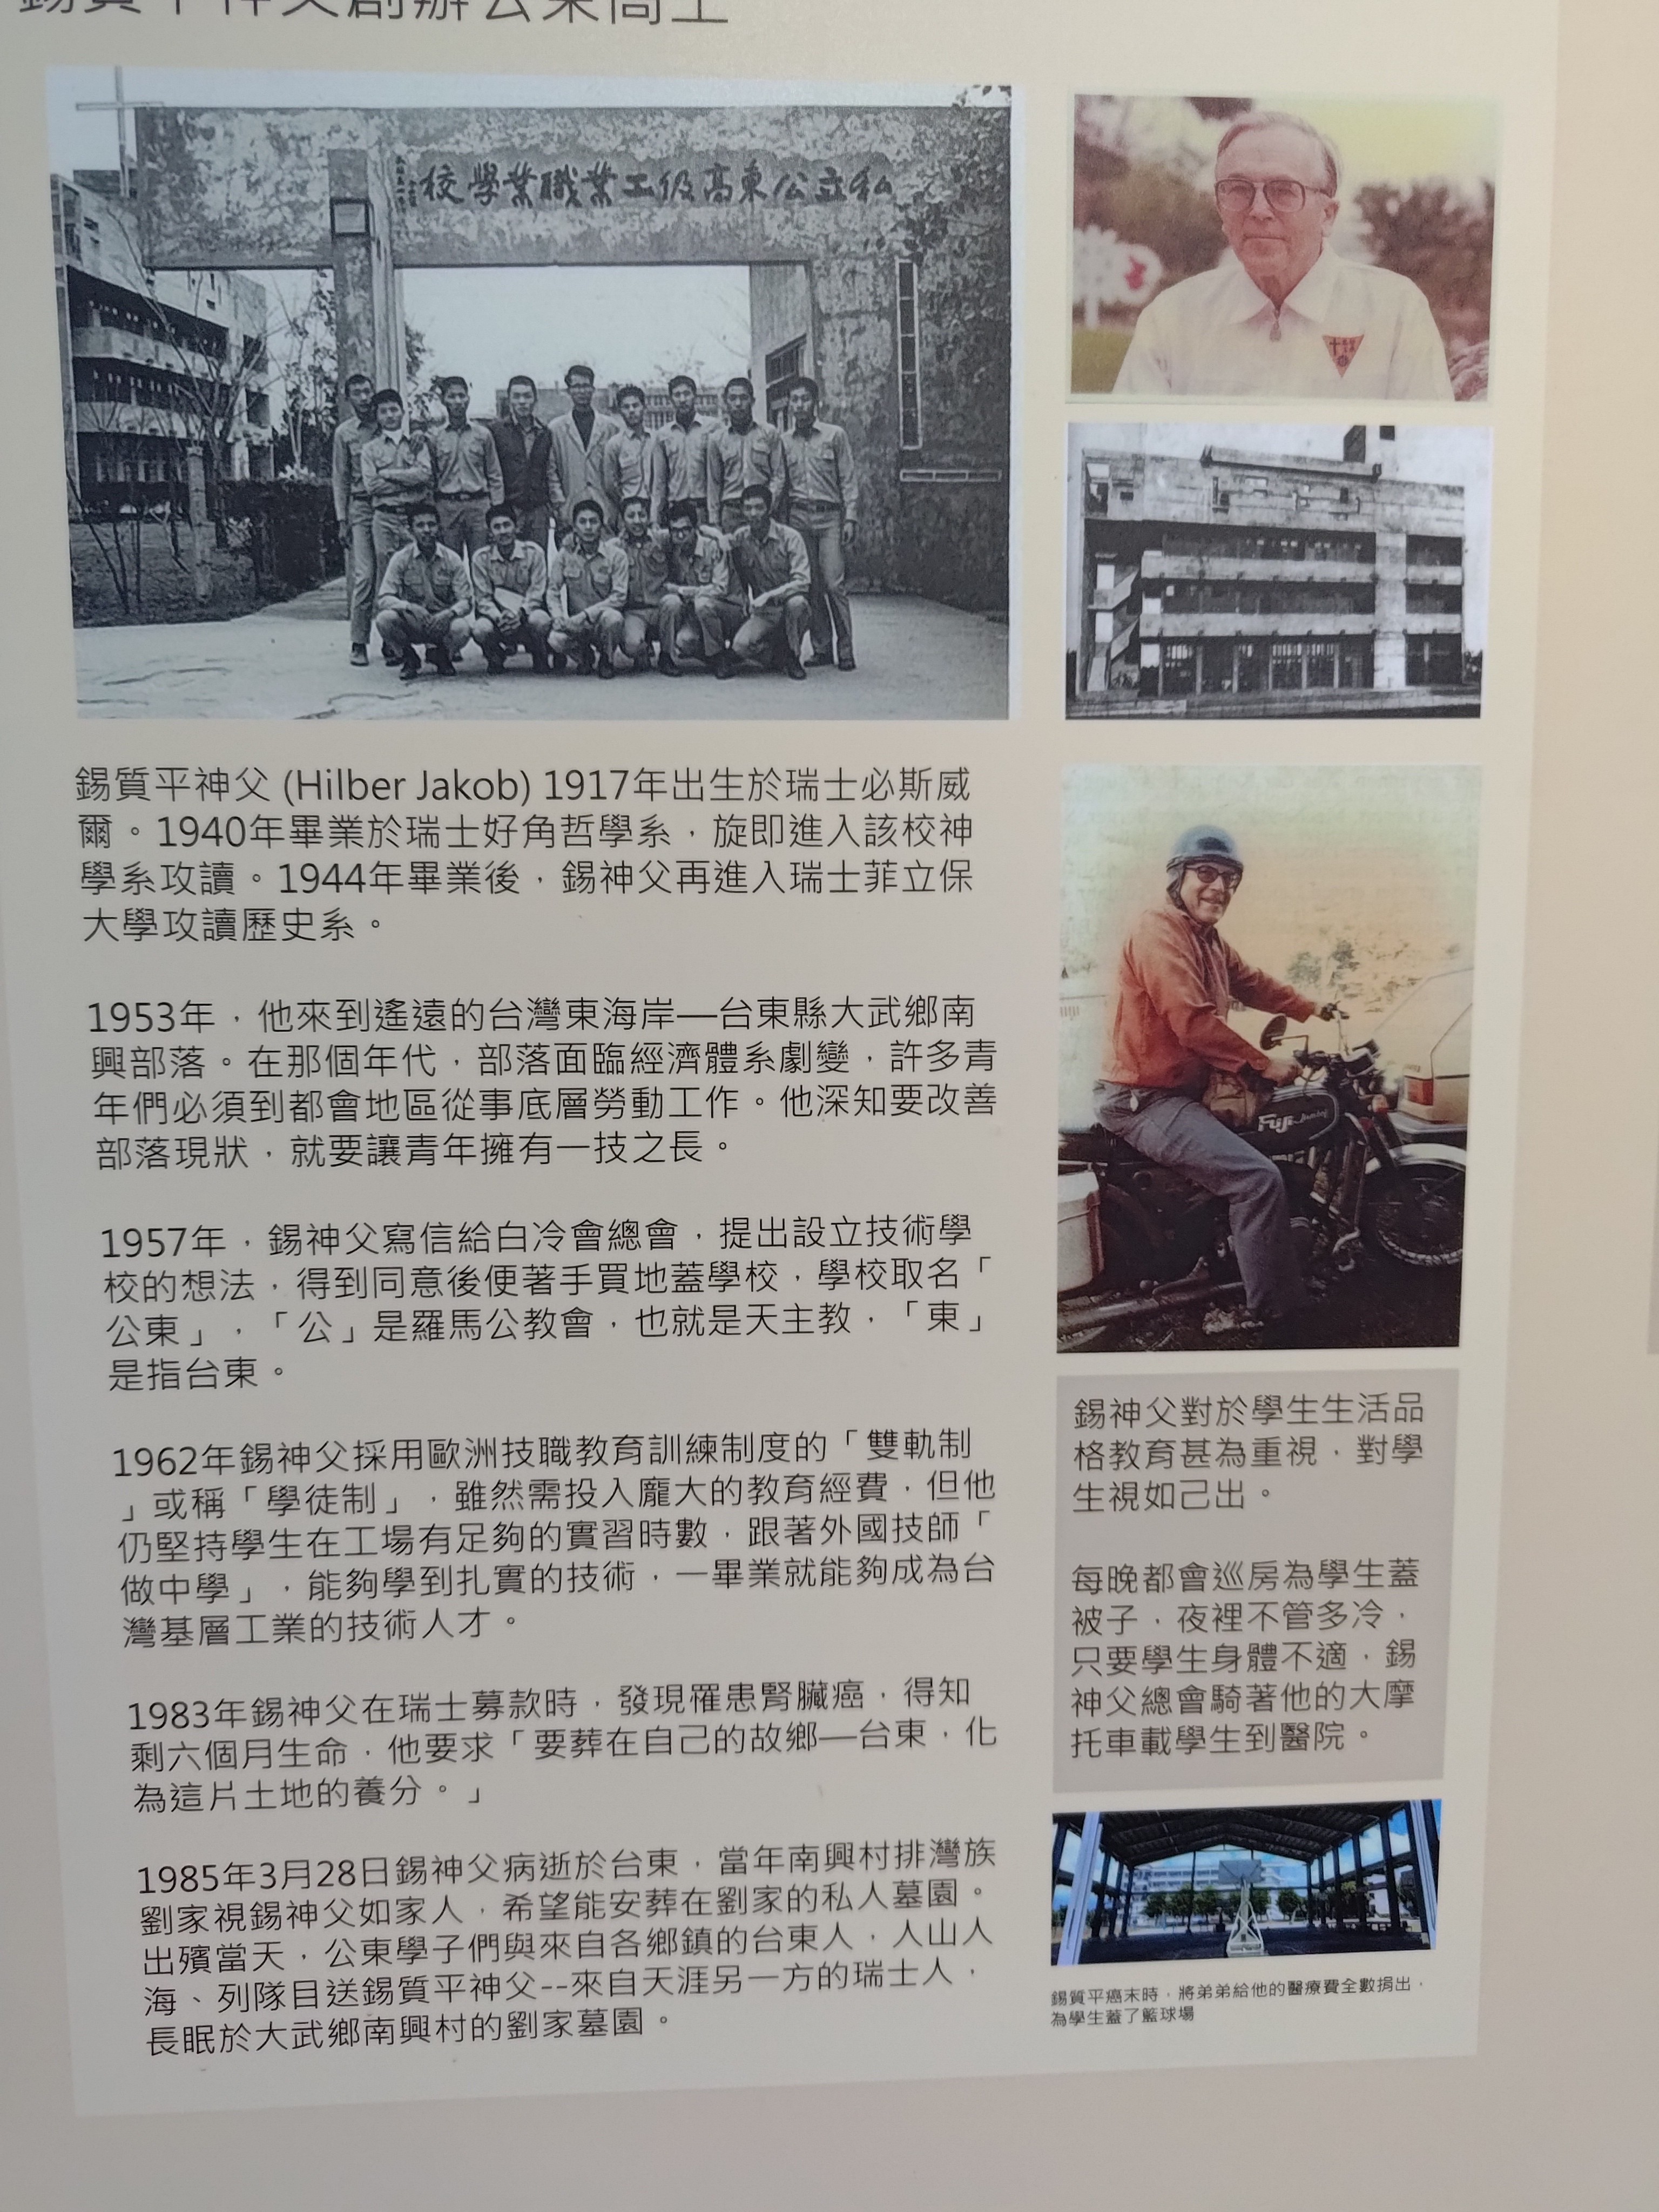 錫質平神父創辦公東高工
校學業職業工級高東公立私
錫質平神父 (Hilber Jakob) 1917年出生於瑞士必斯威
爾。1940年畢業於瑞士好角哲學系，旋即進入該校神
學系攻讀。1944年畢業後，錫神父再進入瑞士菲立保
大學攻讀歷史系。
1953年，他來到遙遠的台灣東海岸—台東縣大武鄉南
興部落。在那個年代，部落面臨經濟體系劇變，許多青
年們必須到都會地區從事底層勞動工作。他深知要改善
部落現狀，就要讓青年擁有一技之長。
1957年，錫神父寫信給白冷會總會，提出設立技術學
校的想法，得到同意後便著手買地蓋學校，學校取名「
公東」，「公」是羅馬公教會，也就是天主教，「東」
是指台東。
1962年錫神父採用歐洲技職教育訓練制度的「雙軌制
」或稱「學徒制」，雖然需投入龐大的教育經費，但他
仍堅持學生在工場有足夠的實習時數，跟著外國技師「
做中學」，能夠學到扎實的技術，一畢業就能夠成為台
灣基層工業的技術人才。
1983年錫神父在瑞士募款時，發現罹患腎臟癌，得知
剩六個月生命，他要求「要葬在自己的故鄉—台東，化
為這片土地的養分。」
1985年3月28日錫神父病逝於台東，當年南興村排灣族
劉家視錫神父如家人，希望能安葬在劉家的私人墓園。
出殯當天，公東學子們與來自各鄉鎮的台東人，人山人
海、列隊目送錫質平神父--來自天涯另一方的瑞士人，
長眠於大武鄉南興村的劉家墓園。
Fuji
錫神父對於學生生活品
格教育甚為重視，對學
生視如己出。
每晚都會巡房為學生蓋
被子，夜裡不管多冷，
只要學生身體不適，錫
神父總會騎著他的大摩
托車載學生到醫院。
錫質平癌末時，將弟弟給他的醫療費全數捐出，
為學生蓋了籃球場